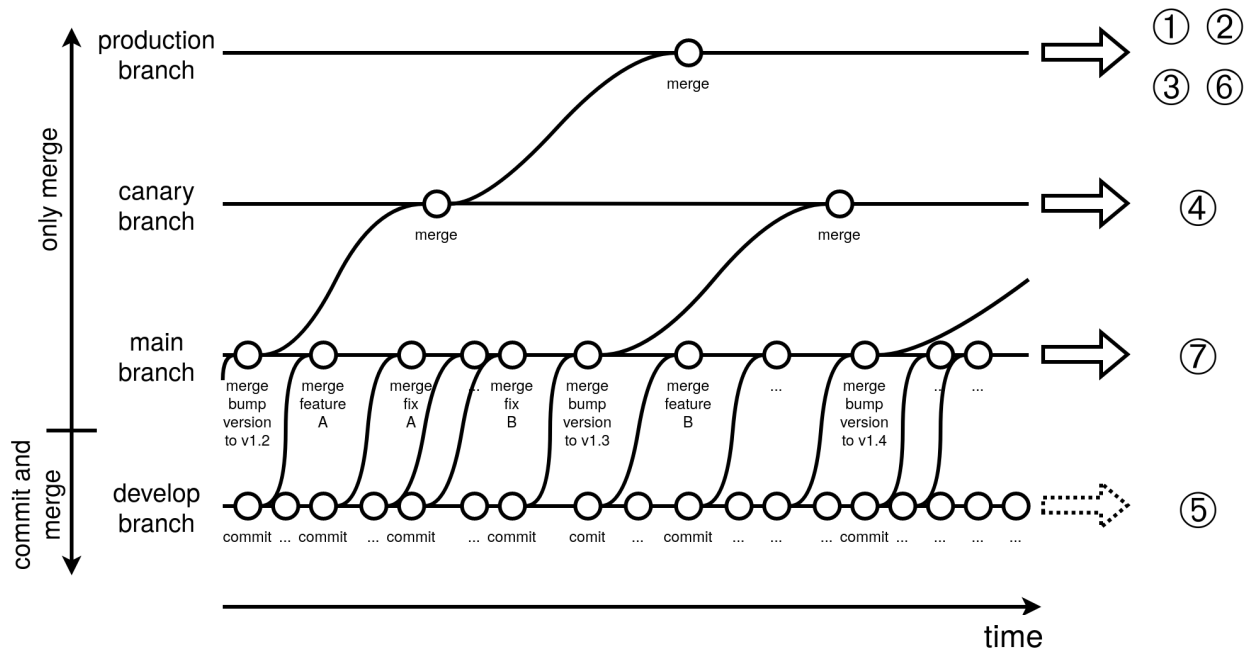 production
branch
merge
① ②
③ ⑥
only merge
canary
branch
merge
merge
④
main
branch
merge
bump
version
to v1.2
merge
feature
A
merge
fix
A
...
merge
fix
B
merge
bump
version
to v1.3
merge
feature
B
...
merge
bump
version
to v1.4
...
...
⑦
commit and
merge
develop
branch
commit ... commit ... commit ... commit comit ... commit ... ... ... commit ... ... ... ...
⑤
time